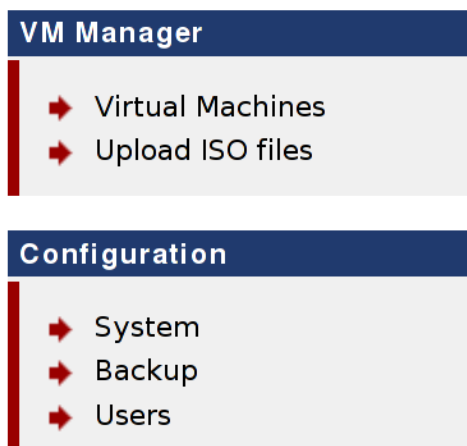 VM Manager
Virtual Machines
Upload ISO files
Configuration
System
Backup
Users